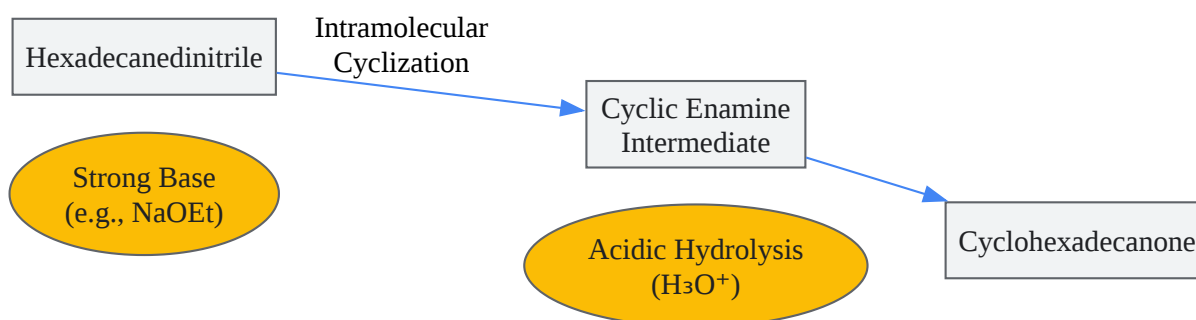 Hexadecanedinitrile
Intramolecular
Cyclization
Strong Base
(e.g., NaOEt)
Cyclic Enamine
Intermediate
Acidic Hydrolysis
(H₃O⁺)
Cyclohexadecanone